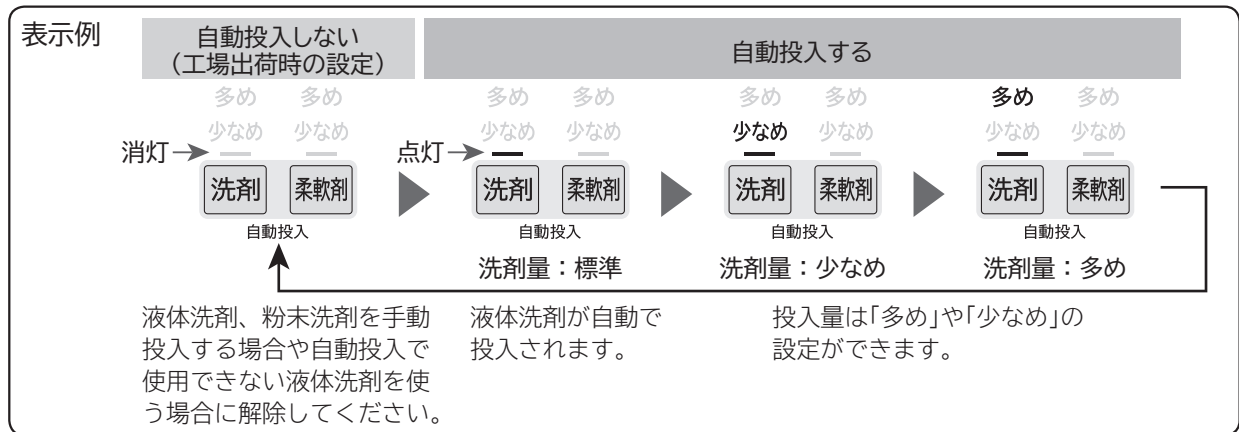 表示例
自動投入しない
（工場出荷時の設定）
自動投入する
多め 多め 多め 多め 多め 多め 多め 多め
少なめ 少なめ 少なめ 少なめ 少なめ 少なめ 少なめ 少なめ
消灯 点灯
洗剤 柔軟剤 洗剤 柔軟剤 洗剤 柔軟剤 洗剤 柔軟剤
自動投入 自動投入 自動投入 自動投入
洗剤量：標準 洗剤量：少なめ 洗剤量：多め
液体洗剤、粉末洗剤を手動
投入する場合や自動投入で
使用できない液体洗剤を使
う場合に解除してください。
液体洗剤が自動で
投入されます。
投入量は「多め」や「少なめ」の
設定ができます。